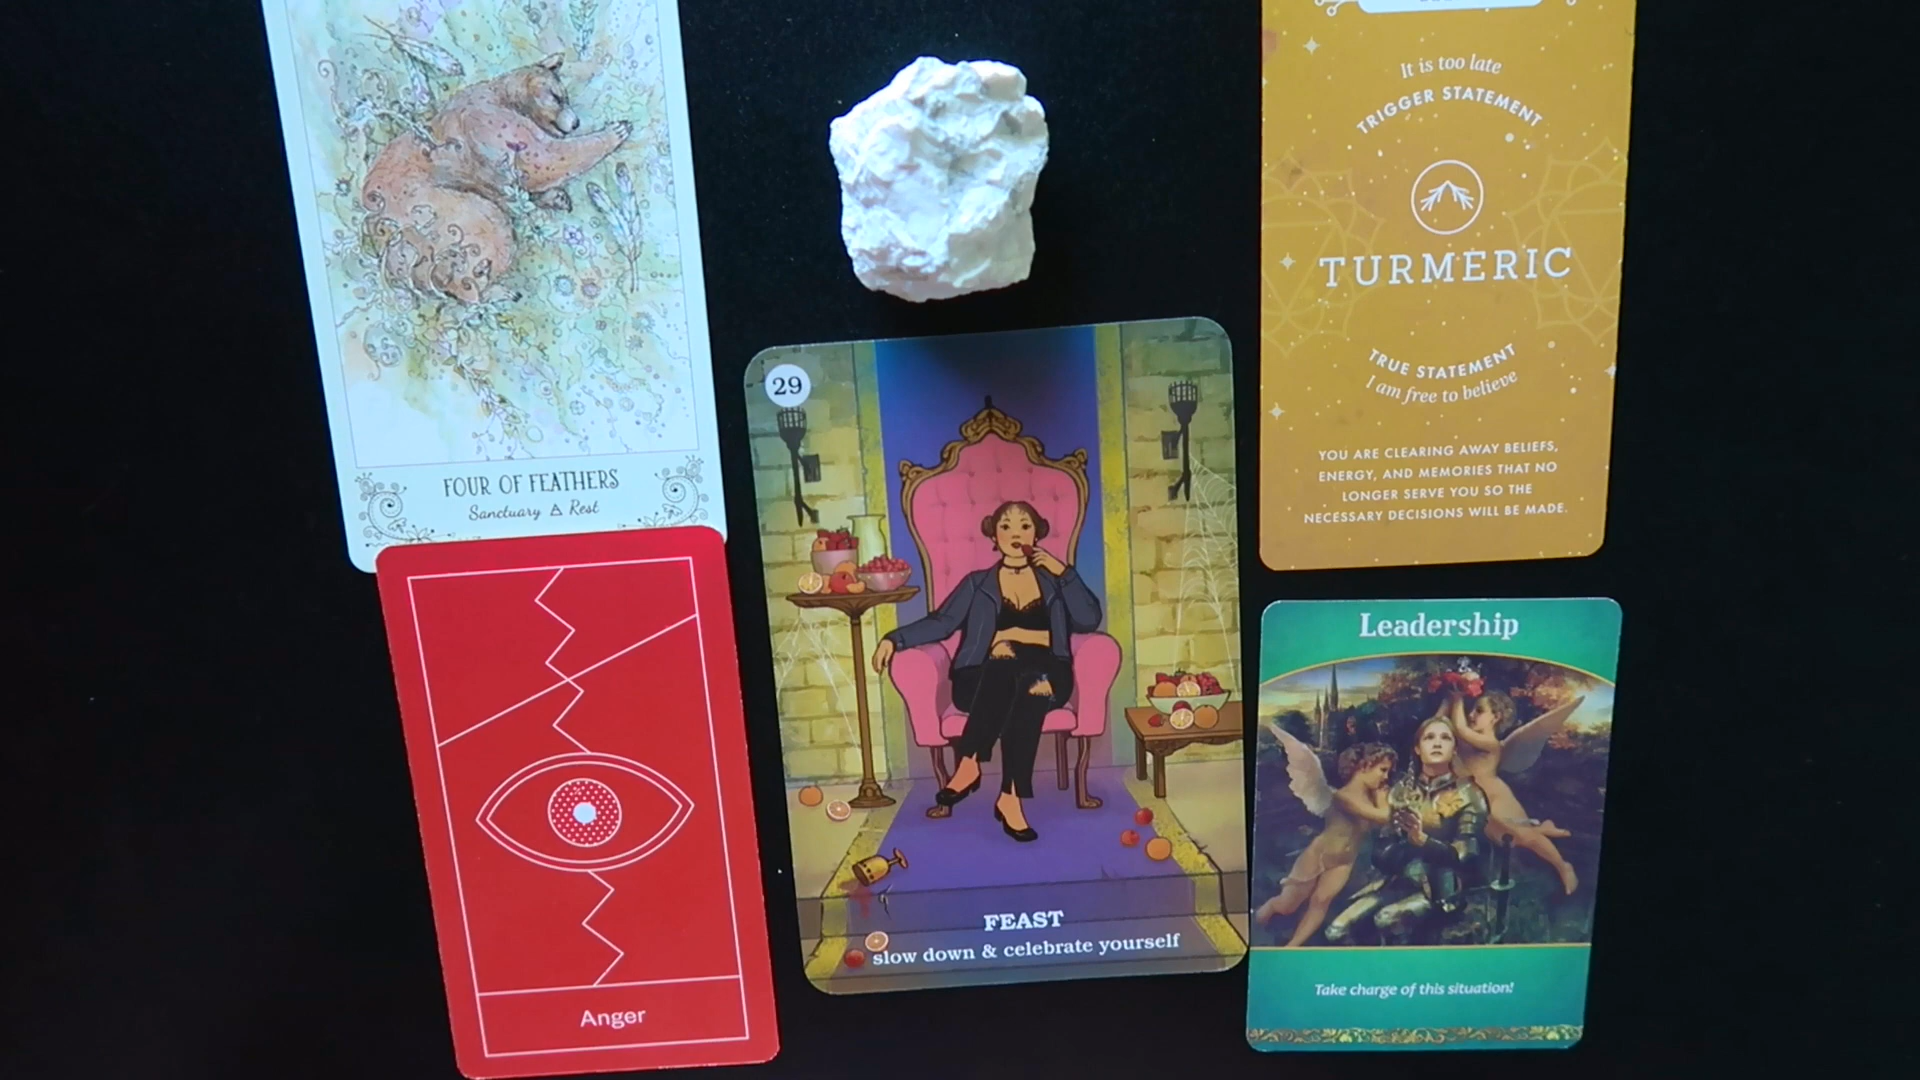 FOUR OF FEATHERS
Sanctuary △ Rest
Anger
29
FEAST
slow down & celebrate yourself
It is too late
TRIGGER STATEMENT
TURMERIC
TRUE STATEMENT
I am free to believe
YOU ARE CLEARING AWAY BELIEFS,
ENERGY, AND MEMORIES THAT NO
LONGER SERVE YOU SO THE
NECESSARY DECISIONS WILL BE MADE.
Leadership
Take charge of this situation!